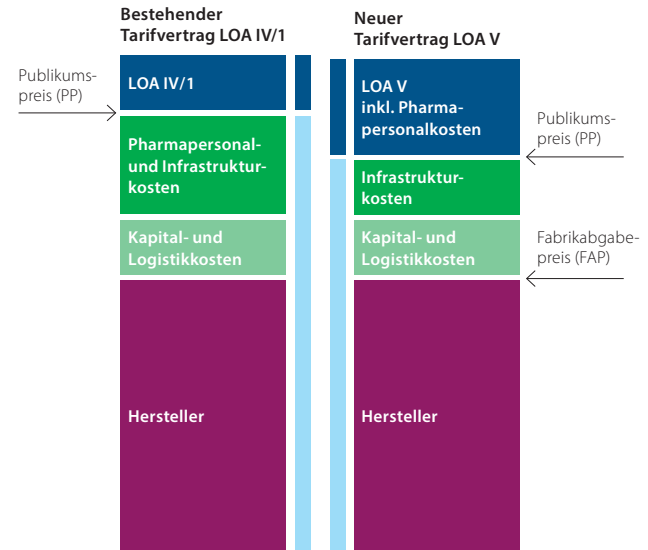 Bestehender
Tarifvertrag LOA IV/1
Neuer
Tarifvertrag LOA V
Publikums-
preis (PP)
LOA IV/1
Pharmapersonal-
und Infrastruktur-
kosten
Kapital- und
Logistikkosten
Hersteller
LOA V
inkl. Pharma-
personalkosten
Infrastruktur-
kosten
Kapital- und
Logistikkosten
Hersteller
Publikums-
preis (PP)
Fabrikabgabe-
preis (FAP)